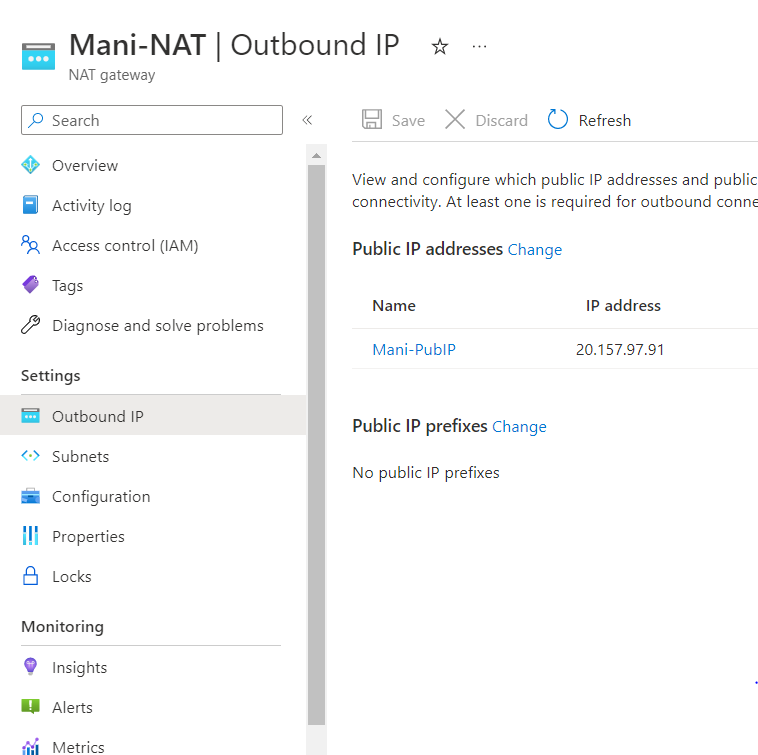 Mani-NAT | Outbound IP
NAT gateway
Search
Overview
Activity log
Access control (IAM)
Tags
Diagnose and solve problems
Settings
Outbound IP
Subnets
Configuration
Properties
Locks
Monitoring
Insights
Alerts
Metrics
Save Discard Refresh
View and configure which public IP addresses and public
connectivity. At least one is required for outbound conne
Public IP addresses Change
Name IP address
Mani-PubIP 20.157.97.91
Public IP prefixes Change
No public IP prefixes